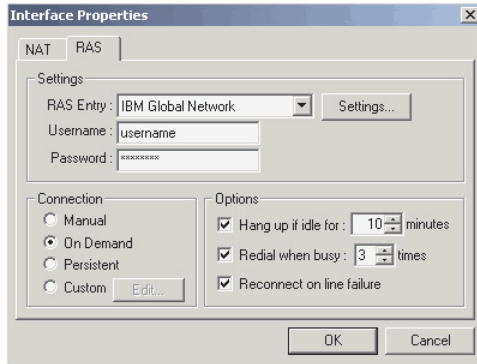 Interface Properties
NAT RAS
Settings
RAS Entry : IBM Global Network Settings...
Username : username
Password : ********
Connection
Manual
On Demand
Persistent
Custom Edit...
Options
Hang up if idle for : 10 minutes
Redial when busy : 3 times
Reconnect on line failure
OK Cancel